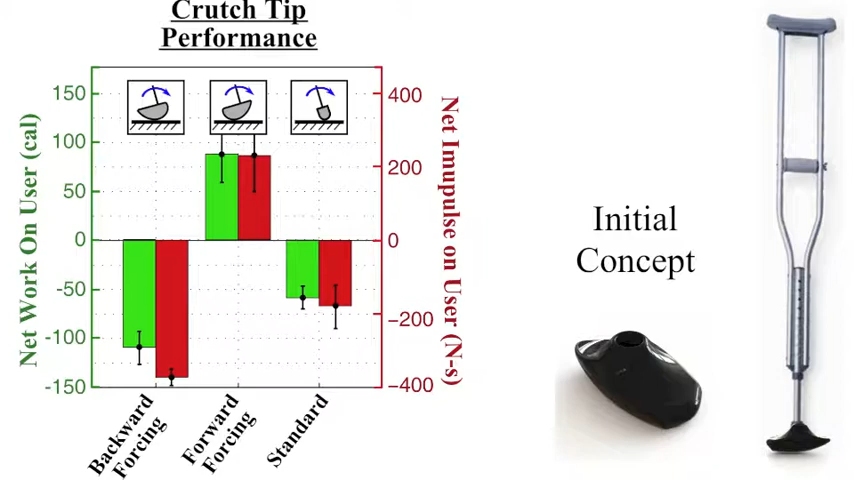 Crutch Tip
Performance
Net Work On User (cal)
150
100
50
0
-50
-100
-150
400
200
0
−200
−400
Net Imupulse on User (N-s)
Backward
Forcing
Forward
Forcing
Standard
Initial
Concept